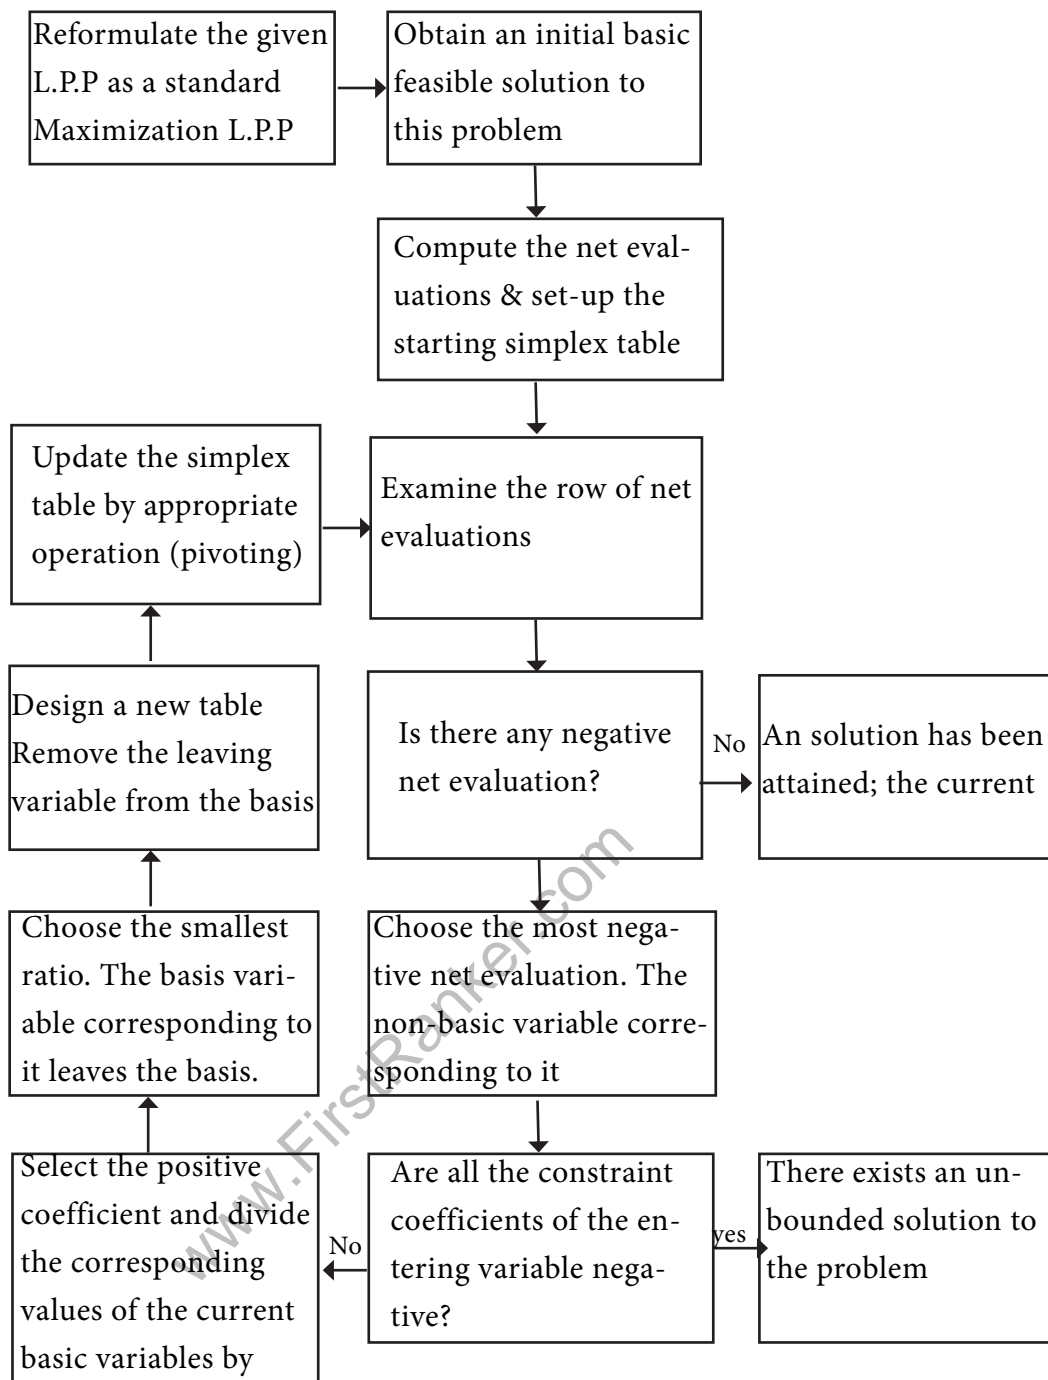 Reformulate the given
L.P.P as a standard
Maximization L.P.P
Obtain an initial basic
feasible solution to
this problem
Compute the net eval-
uations & set-up the
starting simplex table
Update the simplex
table by appropriate
operation (pivoting)
Examine the row of net
evaluations
Design a new table
Remove the leaving
variable from the basis
Is there any negative
net evaluation?
No
An solution has been
attained; the current
Choose the smallest
ratio. The basis vari-
able corresponding to
it leaves the basis.
Choose the most nega-
tive net evaluation. The
non-basic variable corre-
sponding to it
Select the positive
coefficient and divide
the corresponding
values of the current
basic variables by
No
Are all the constraint
coefficients of the en-
tering variable nega-
tive?
yes
There exists an un-
bounded solution to
the problem
www.FirstRanker.com